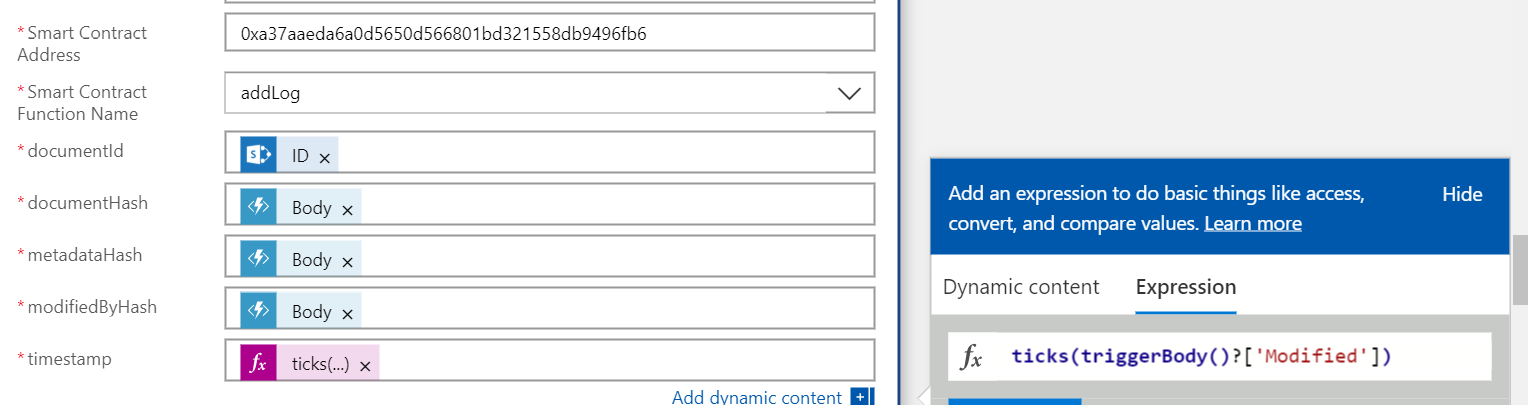 * Smart Contract
Address
0xa37aaeda6a0d5650d566801bd321558db9496fb6
* Smart Contract
Function Name
addLog
* documentId
ID ×
* documentHash
Body ×
* metadataHash
Body ×
* modifiedByHash
Body ×
* timestamp
fx ticks(...) ×
Add dynamic content +
Add an expression to do basic things like access,
convert, and compare values. Learn more
Hide
Dynamic content Expression
fx ticks(triggerBody()?['Modified'])